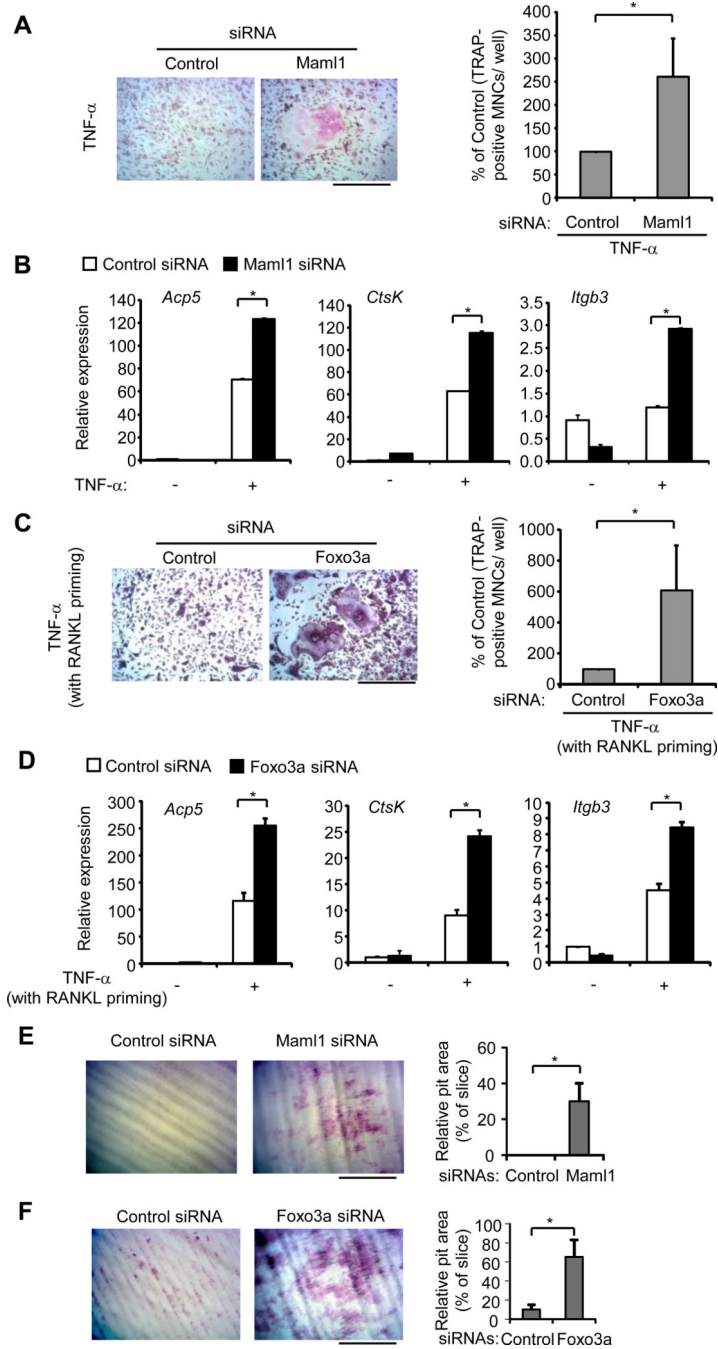 A
siRNA
Control Maml1
TNF-α
*
% of Control (TRAP-
positive MNCs/ well)
400
350
300
250
200
150
100
50
0
siRNA: Control Maml1
TNF-α
B
Control siRNA Maml1 siRNA
Relative expression
Acp5
*
140
120
100
80
60
40
20
0
CtsK
*
140
120
100
80
60
40
20
0
Itgb3
*
3.5
3.0
2.5
2.0
1.5
1.0
0.5
0.0
TNF-α: - + - + - +
C
siRNA
Control Foxo3a
TNF-α
(with RANKL priming)
*
% of Control (TRAP-
positive MNCs/ well)
1000
800
600
400
200
0
siRNA: Control Foxo3a
TNF-α
(with RANKL priming)
D
Control siRNA Foxo3a siRNA
Relative expression
Acp5
*
300
250
200
150
100
50
0
CtsK
*
30
25
20
15
10
5
0
Itgb3
*
10
9
8
7
6
5
4
3
2
1
0
TNF-α - + - + - +
(with RANKL priming)
E
Control siRNA Maml1 siRNA
Relative pit area
(% of slice)
*
60
40
20
0
siRNAs: Control Maml1
F
Control siRNA Foxo3a siRNA
Relative pit area
(% of slice)
*
100
80
60
40
20
0
siRNAs: Control Foxo3a